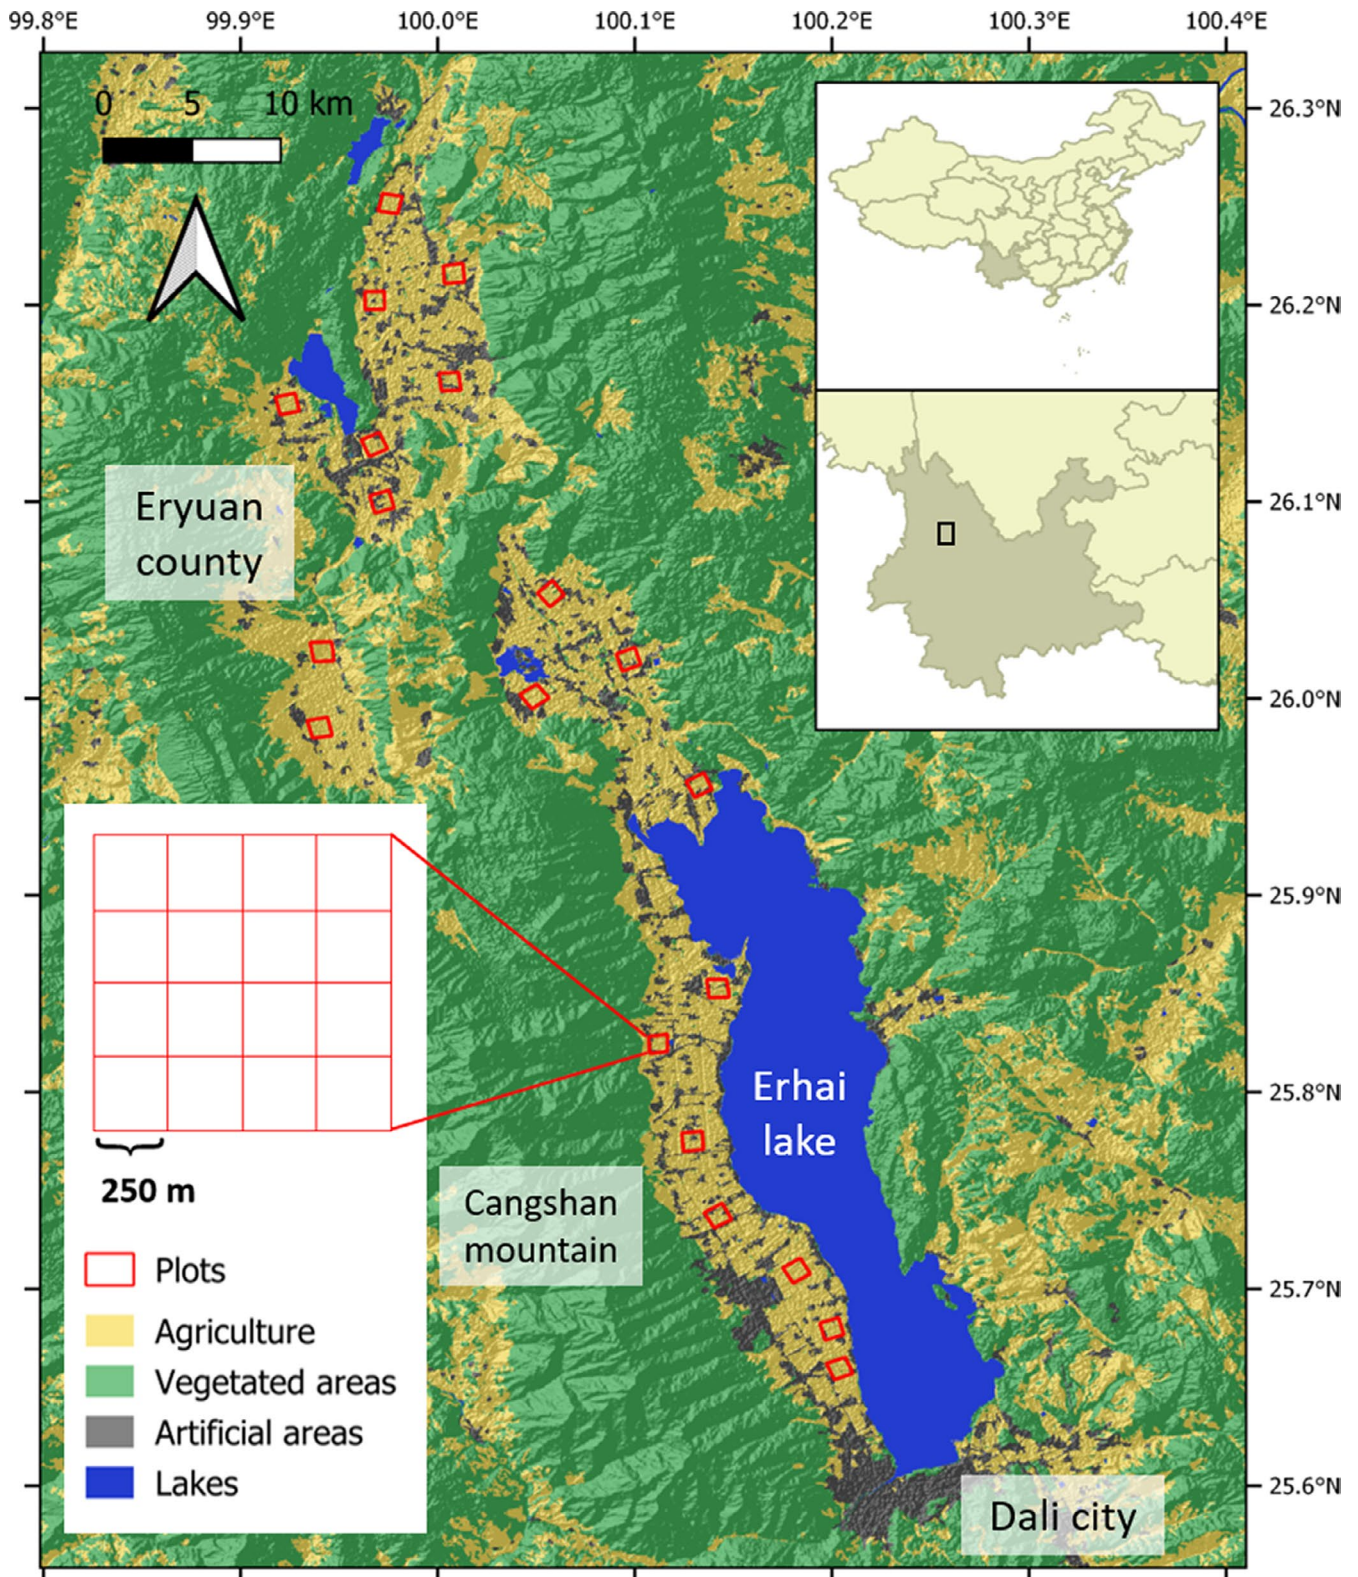 99.8°E 99.9°E 100.0°E 100.1°E 100.2°E 100.3°E 100.4°E
0 5 10 km
26.3°N
26.2°N
26.1°N
Eryuan
county
26.0°N
25.9°N
Erhai
lake
25.8°N
250 m
Cangshan
mountain
Plots
25.7°N
Agriculture
Vegetated areas
Artificial areas
Lakes
25.6°N
Dali city